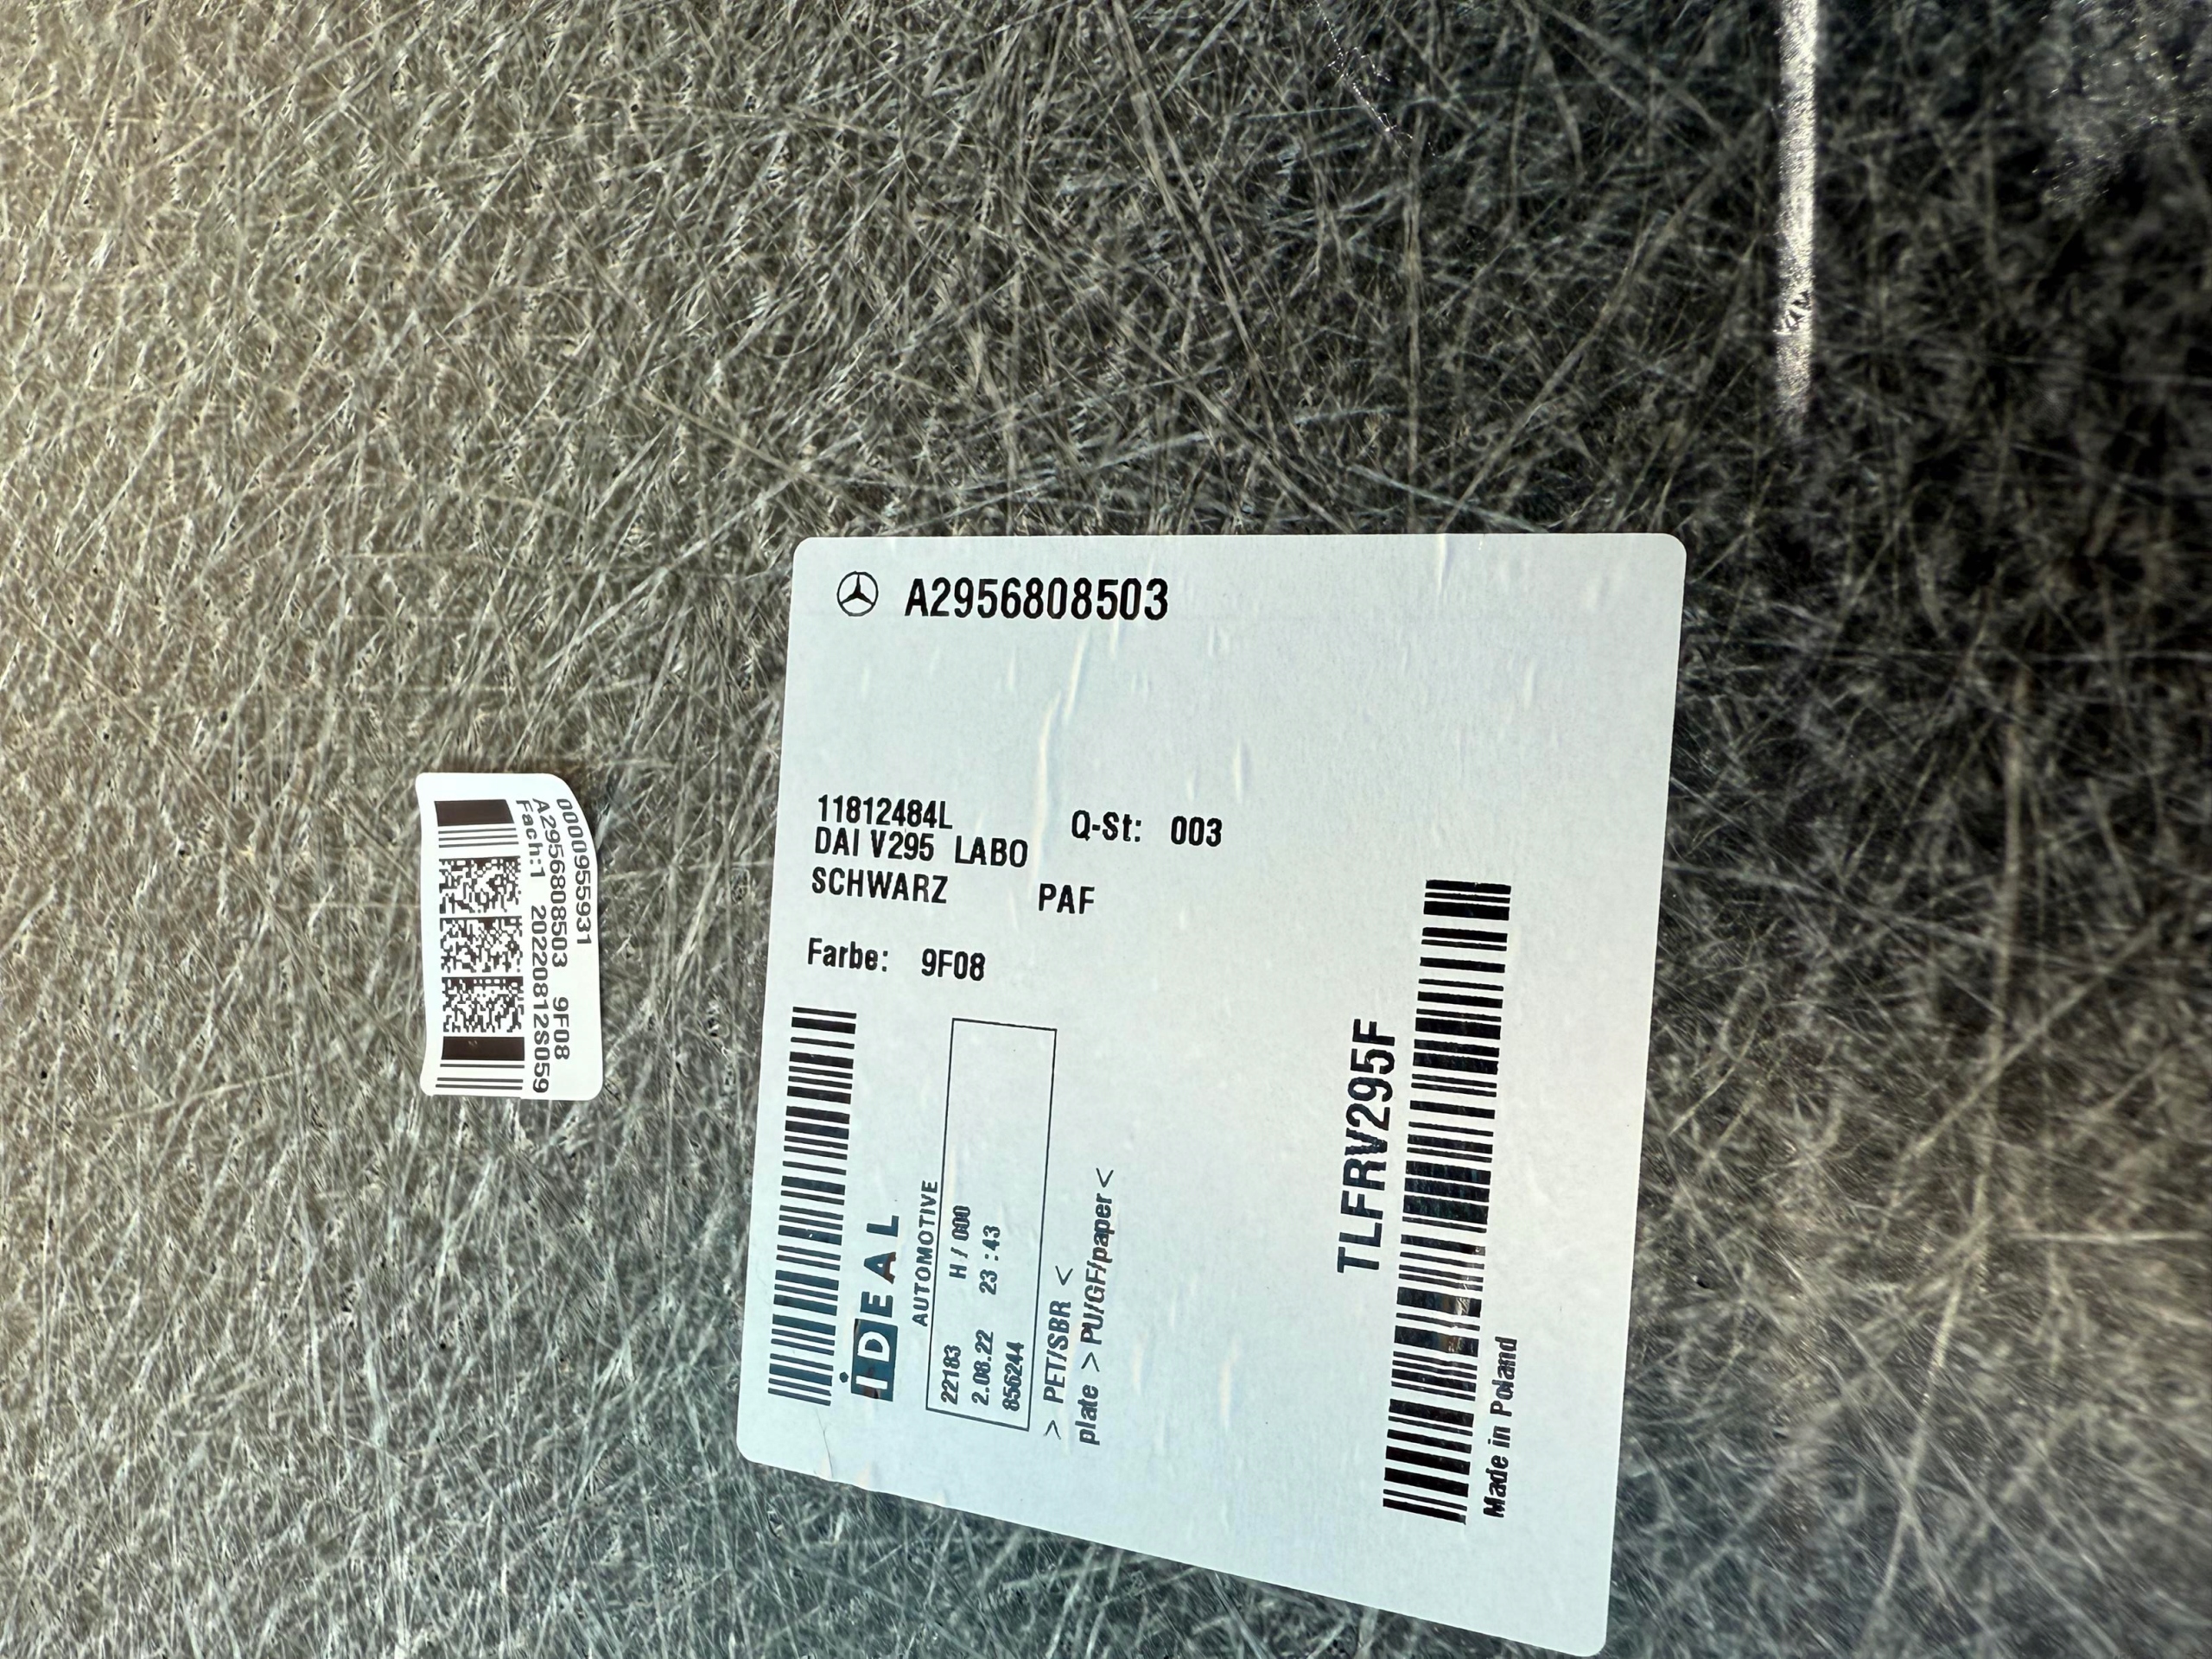 A2956808503
11812484L
Q-St: 003
DAI V295 LABO
SCHWARZ PAF
Farbe: 9F08
iDEAL
AUTOMOTIVE
22183 H / 000
2.08.22 23 :43
856244
> PET/SBR <
plate > PU/GF/paper <
TLFRV295F
Made in Poland
0000955931
A2956808503 9F08
Fach:1 20220812S0559